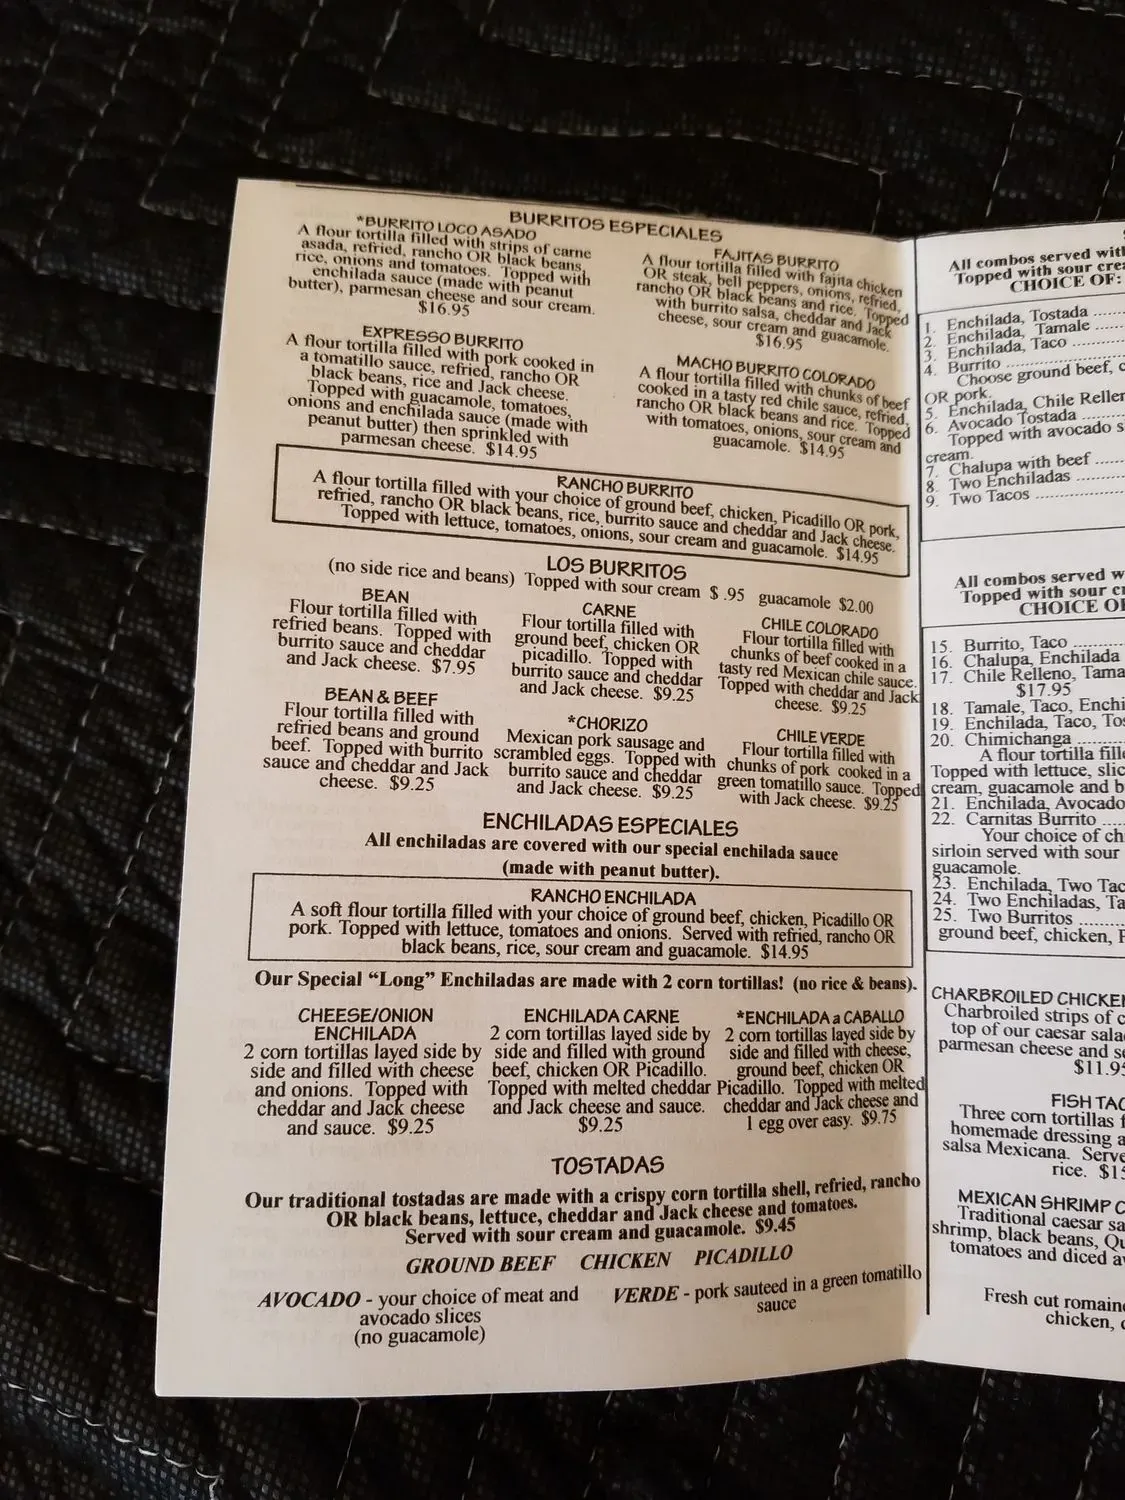 BURRITOS ESPECIALES
*BURRITO LOCO ASADO
A flour tortilla filled with strips of carne
asada, refried, rancho OR black beans,
rice, onions and tomatoes. Topped with
enchilada sauce (made with peanut
butter), parmesan cheese and sour cream.
$16.95
FAJITAS BURRITO
A flour tortilla filled with fajita chicken
OR steak, bell peppers, onions, refried,
rancho OR black beans and rice. Topped
with burrito salsa, cheddar and Jack
cheese, sour cream and guacamole.
$16.95
EXPRESSO BURRITO
A flour tortilla filled with pork cooked in
a tomatillo sauce, refried, rancho OR
black beans, rice and Jack cheese.
Topped with guacamole, tomatoes,
onions and enchilada sauce (made with
peanut butter) then sprinkled with
parmesan cheese. $14.95
MACHO BURRITO COLORADO
A flour tortilla filled with chunks of beef
cooked in a tasty red chile sauce, refried,
rancho OR black beans and rice. Topped
with tomatoes, onions, sour cream and
guacamole. $14.95
RANCHO BURRITO
A flour tortilla filled with your choice of ground beef, chicken, Picadillo OR pork,
refried, rancho OR black beans, rice, burrito sauce and cheddar and Jack cheese.
Topped with lettuce, tomatoes, onions, sour cream and guacamole. $14.95
LOS BURRITOS
(no side rice and beans) Topped with sour cream $ .95 guacamole $2.00
BEAN
Flour tortilla filled with
refried beans. Topped with
burrito sauce and cheddar
and Jack cheese. $7.95
CARNE
Flour tortilla filled with
ground beef, chicken OR
picadillo. Topped with
burrito sauce and cheddar
and Jack cheese. $9.25
CHILE COLORADO
Flour tortilla filled with
chunks of beef cooked in a
tasty red Mexican chile sauce.
Topped with cheddar and Jack
cheese. $9.25
BEAN & BEEF
Flour tortilla filled with
refried beans and ground
beef. Topped with burrito
sauce and cheddar and Jack
cheese. $9.25
*CHORIZO
Mexican pork sausage and
scrambled eggs. Topped with
burrito sauce and cheddar
and Jack cheese. $9.25
CHILE VERDE
Flour tortilla filled with
chunks of pork cooked in a
green tomatillo sauce. Topped
with Jack cheese. $9.25
ENCHILADAS ESPECIALES
All enchiladas are covered with our special enchilada sauce
(made with peanut butter).
RANCHO ENCHILADA
A soft flour tortilla filled with your choice of ground beef, chicken, Picadillo OR
pork. Topped with lettuce, tomatoes and onions. Served with refried, rancho OR
black beans, rice, sour cream and guacamole. $14.95
Our Special “Long” Enchiladas are made with 2 corn tortillas! (no rice & beans).
CHEESE/ONION
ENCHILADA
2 corn tortillas layed side by
side and filled with cheese
and onions. Topped with
cheddar and Jack cheese
and sauce. $9.25
ENCHILADA CARNE
2 corn tortillas layed side by
side and filled with ground
beef, chicken OR Picadillo.
Topped with melted cheddar
and Jack cheese and sauce.
$9.25
*ENCHILADA a CABALLO
2 corn tortillas layed side by
side and filled with cheese,
ground beef, chicken OR
Picadillo. Topped with melted
cheddar and Jack cheese and
1 egg over easy. $9.75
TOSTADAS
Our traditional tostadas are made with a crispy corn tortilla shell, refried, rancho
OR black beans, lettuce, cheddar and Jack cheese and tomatoes.
Served with sour cream and guacamole. $9.45
GROUND BEEF CHICKEN PICADILLO
AVOCADO - your choice of meat and
avocado slices
(no guacamole)
VERDE - pork sauteed in a green tomatillo
sauce
All combos served with
Topped with sour
CHOICE OF:
1. Enchilada, Tostada
2. Enchilada, Tamale
3. Enchilada, Taco
4. Burrito
Choose ground beef,
OR pork.
5. Enchilada, Chile
6. Avocado Tostada
Topped with avocado
cream.
7. Chalupa with beef
8. Two Enchiladas
9. Two Tacos
All combos served
Topped with sour
CHOICE
15. Burrito, Taco
16. Chalupa, Enchilada
17. Chile Relleno,
$17.95
18. Tamale, Taco,
19. Enchilada, Taco,
20. Chimichanga
A flour tortilla
Topped with lettuce,
cream, guacamole and
21. Enchilada, Avocado
22. Carnitas Burrito
Your choice of
sirloin served with sour
guacamole.
23. Enchilada, Two
24. Two Enchiladas,
25. Two Burritos
ground beef, chicken,
CHARBROILED
Charbroiled strips of
top of our caesar
parmesan cheese and
$11.95
FISH
Three corn tortillas
homemade dressing
salsa Mexicana.
rice.
MEXICAN SHRIMP
Traditional caesar
shrimp, black beans,
tomatoes and diced
Fresh cut
chicken,